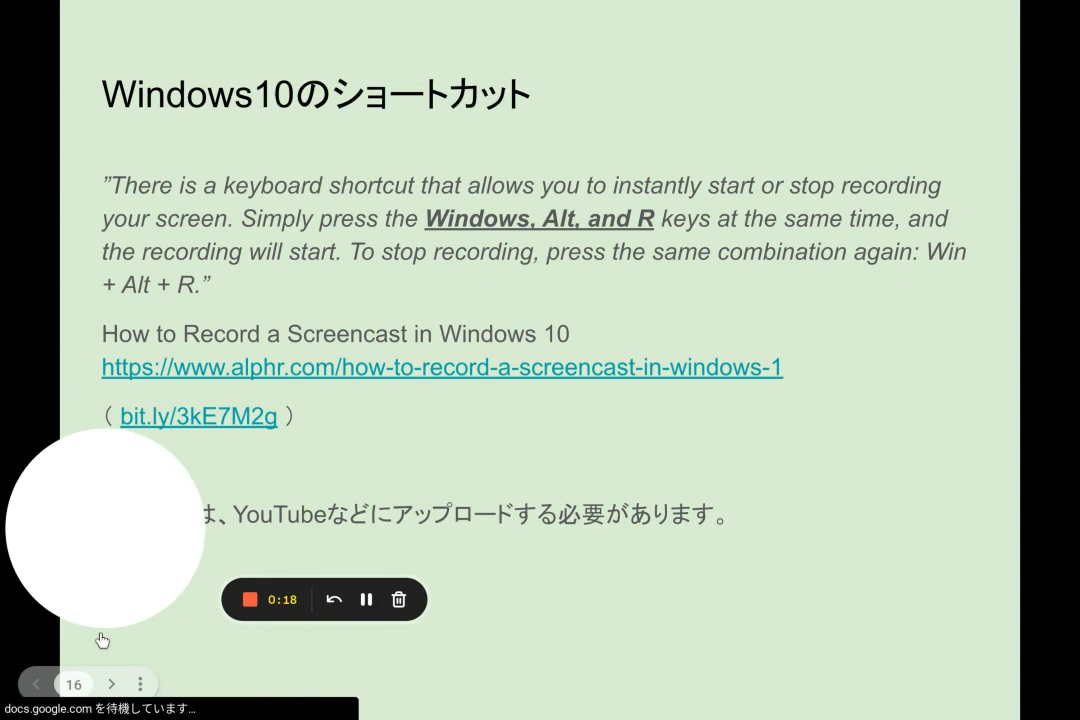 Windows10のショートカット
”There is a keyboard shortcut that allows you to instantly start or stop recording
your screen. Simply press the Windows, Alt, and R keys at the same time, and
the recording will start. To stop recording, press the same combination again: Win
+ Alt + R.”
How to Record a Screencast in Windows 10
https://www.alphr.com/how-to-record-a-screencast-in-windows-1
（ bit.ly/3kE7M2g ）
は、YouTubeなどにアップロードする必要があります。
0:18
16
docs.google.com を待機しています...